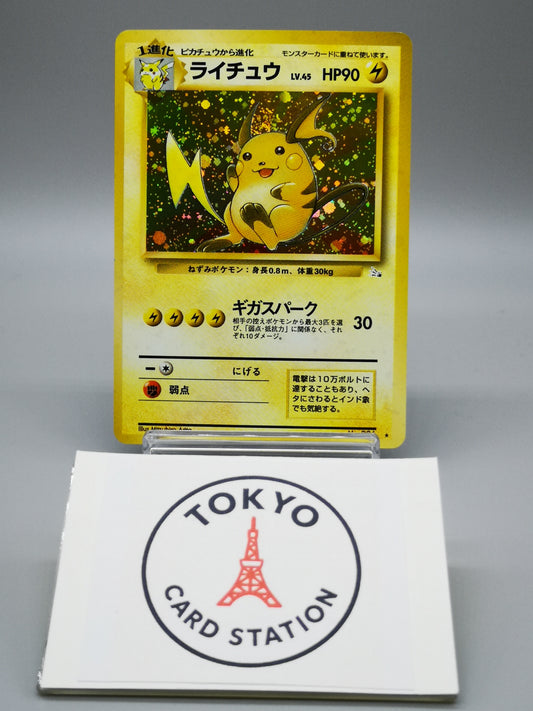 1進化 ピカチュウから進化
モンスターカードに重ねて使います。
ライチュウ LV.45 HP90
ねずみポケモン:身長0.8m、体重30kg
ギガスパーク 30
相手の控えポケモンから最大3匹を選
び、「弱点・抵抗力」に関係なく、それ
ぞれ10ダメージ。
にげる
弱点
電撃は10万ボルトに
達することもあり、ヘ
タにさわるとインド象
でも気絶する。
TOKYO
CARD STATION